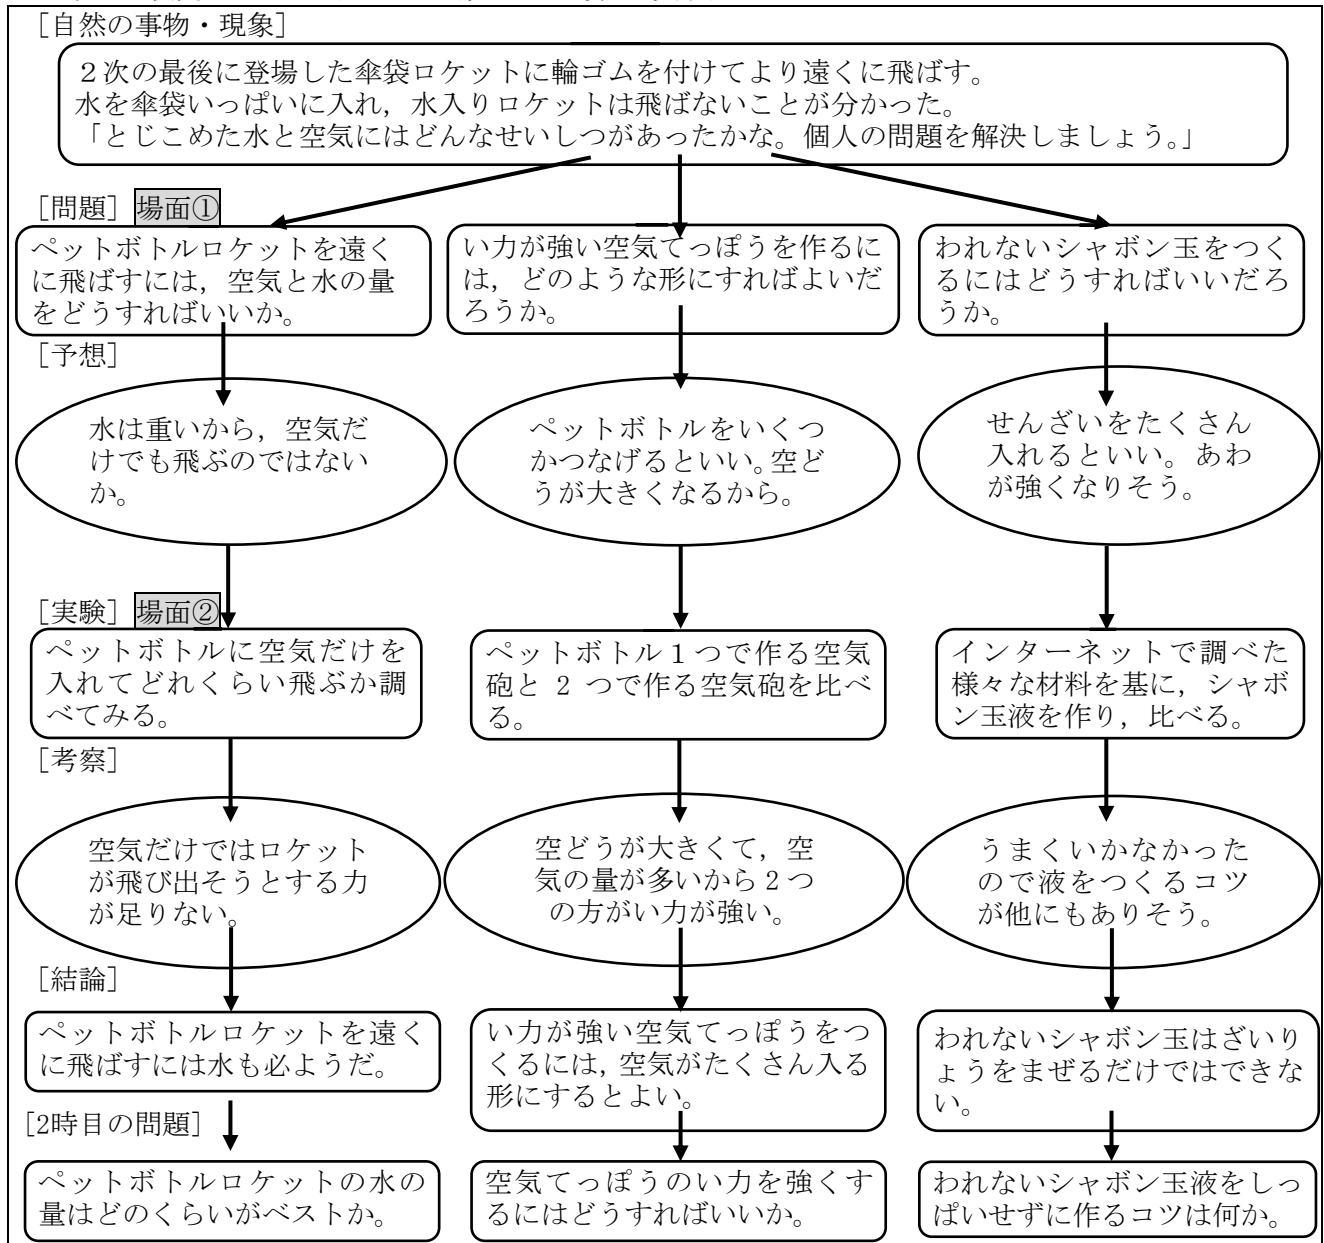 ［自然の事物・現象］
２次の最後に登場した傘袋ロケットに輪ゴムを付けてより遠くに飛ばす。
水を傘袋いっぱいに入れ，水入りロケットは飛ばないことが分かった。
「とじこめた水と空気にはどんなせいしつがあったかな。個人の問題を解決しましょう。」
［問題］ 場面①
ペットボトルロケットを遠く
に飛ばすには，空気と水の量
をどうすればいいか。
い力が強い空気てっぽうを作るに
は，どのような形にすればよいだ
ろうか。
われないシャボン玉をつく
るにはどうすればいいだろ
うか。
［予想］
水は重いから，空気だ
けでも飛ぶのではない
か。
ペットボトルをいくつ
かつなげるといい。空ど
うが大きくなるから。
せんざいをたくさん
入れるといい。あわ
が強くなりそう。
［実験］ 場面②
ペットボトルに空気だけを
入れてどれくらい飛ぶか調
べてみる。
ペットボトル１つで作る空気
砲と 2 つで作る空気砲を比べ
る。
インターネットで調べた
様々な材料を基に，シャボ
ン玉液を作り，比べる。
［考察］
空気だけではロケット
が飛び出そうとする力
が足りない。
空どうが大きくて，空
気の量が多いから２つ
の方がい力が強い。
うまくいかなかった
ので液をつくるコツ
が他にもありそう。
［結論］
ペットボトルロケットを遠く
に飛ばすには水も必ようだ。
い力が強い空気てっぽうをつ
くるには，空気がたくさん入る
形にするとよい。
われないシャボン玉はざいり
ょうをまぜるだけではできな
い。
［2時目の問題］
ペットボトルロケットの水の
量はどのくらいがベストか。
空気てっぽうのい力を強くす
るにはどうすればいいか。
われないシャボン玉液をしっ
ぱいせずに作るコツは何か。